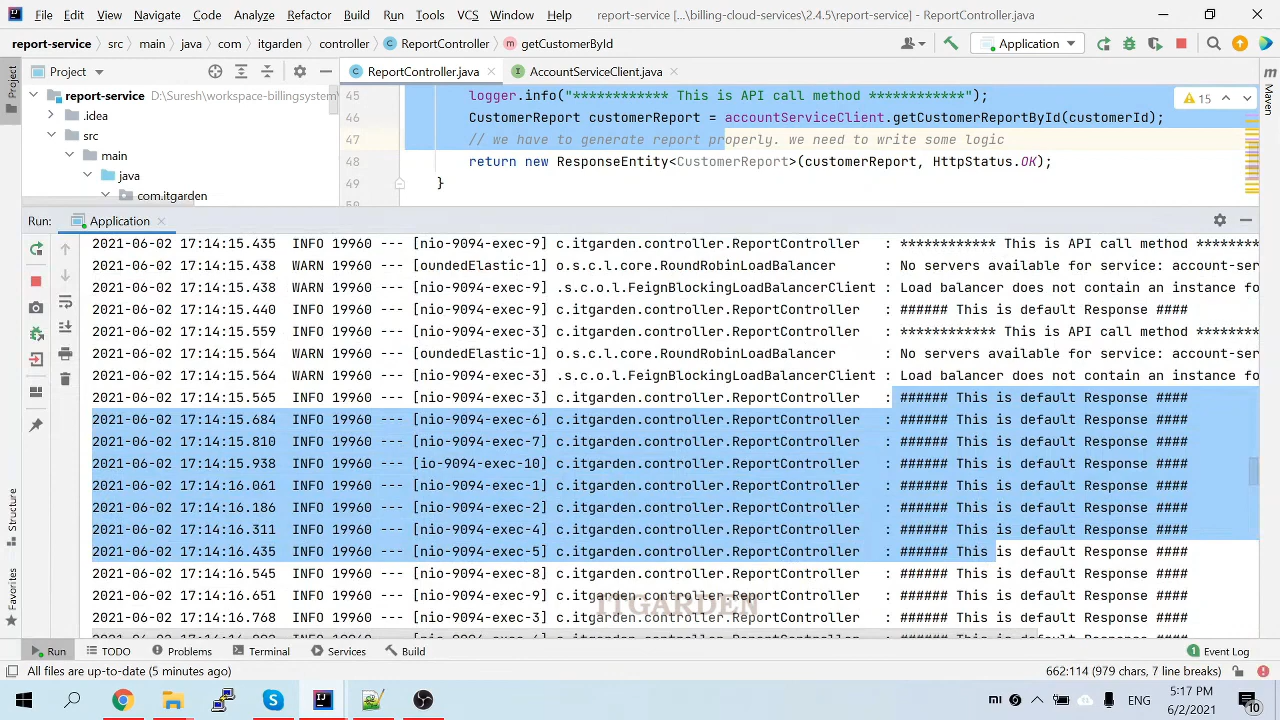 File Edit View Navigate Code Analyze Refactor Build Run Tools VCS Window Help report-service [...\billing-cloud-services\2.4.5\report-service] - ReportController.java
report-service src main java com itgarden controller ReportController getCustomerById Application
Project ReportController.java AccountServiceClient.java
Project
Maven
report-service D:\Suresh\workspace-billingsystem
.idea
src
main
java
com.itgarden
45 logger.info("************ This is API call method ************"); 15
46 CustomerReport customerReport = accountServiceClient.getCustomerReportById(customerId);
47 // we have to generate report properly. we need to write some logic
48 return new ResponseEntity<CustomerReport>(customerReport, HttpStatus.OK);
49 }
50
Run: Application
2021-06-02 17:14:15.435 INFO 19960 --- [nio-9094-exec-9] c.itgarden.controller.ReportController : ************ This is API call method *********
2021-06-02 17:14:15.438 WARN 19960 --- [oundedElastic-1] o.s.c.l.core.RoundRobinLoadBalancer : No servers available for service: account-ser
2021-06-02 17:14:15.438 WARN 19960 --- [nio-9094-exec-9] .s.c.o.l.FeignBlockingLoadBalancerClient : Load balancer does not contain an instance fo
2021-06-02 17:14:15.440 INFO 19960 --- [nio-9094-exec-9] c.itgarden.controller.ReportController : ###### This is default Response ####
2021-06-02 17:14:15.559 INFO 19960 --- [nio-9094-exec-3] c.itgarden.controller.ReportController : ************ This is API call method *********
2021-06-02 17:14:15.564 WARN 19960 --- [oundedElastic-1] o.s.c.l.core.RoundRobinLoadBalancer : No servers available for service: account-ser
2021-06-02 17:14:15.564 WARN 19960 --- [nio-9094-exec-3] .s.c.o.l.FeignBlockingLoadBalancerClient : Load balancer does not contain an instance fo
2021-06-02 17:14:15.565 INFO 19960 --- [nio-9094-exec-3] c.itgarden.controller.ReportController : ###### This is default Response ####
2021-06-02 17:14:15.684 INFO 19960 --- [nio-9094-exec-6] c.itgarden.controller.ReportController : ###### This is default Response ####
2021-06-02 17:14:15.810 INFO 19960 --- [nio-9094-exec-7] c.itgarden.controller.ReportController : ###### This is default Response ####
2021-06-02 17:14:15.938 INFO 19960 --- [io-9094-exec-10] c.itgarden.controller.ReportController : ###### This is default Response ####
2021-06-02 17:14:16.061 INFO 19960 --- [nio-9094-exec-1] c.itgarden.controller.ReportController : ###### This is default Response ####
2021-06-02 17:14:16.186 INFO 19960 --- [nio-9094-exec-2] c.itgarden.controller.ReportController : ###### This is default Response ####
2021-06-02 17:14:16.311 INFO 19960 --- [nio-9094-exec-4] c.itgarden.controller.ReportController : ###### This is default Response ####
2021-06-02 17:14:16.435 INFO 19960 --- [nio-9094-exec-5] c.itgarden.controller.ReportController : ###### This is default Response ####
2021-06-02 17:14:16.545 INFO 19960 --- [nio-9094-exec-8] c.itgarden.controller.ReportController : ###### This is default Response ####
2021-06-02 17:14:16.651 INFO 19960 --- [nio-9094-exec-9] c.itgarden.controller.ReportController : ###### This is default Response ####
2021-06-02 17:14:16.768 INFO 19960 --- [nio-9094-exec-3] c.itgarden.controller.ReportController : ###### This is default Response ####
ITGARDEN
Structure
Favorites
Run TODO Problems Terminal Services Build 1 Event Log
All files are up-to-date (5 minutes ago) 662:114 (979 chars, 7 line breaks)
ENG 5:17 PM
6/2/2021 10